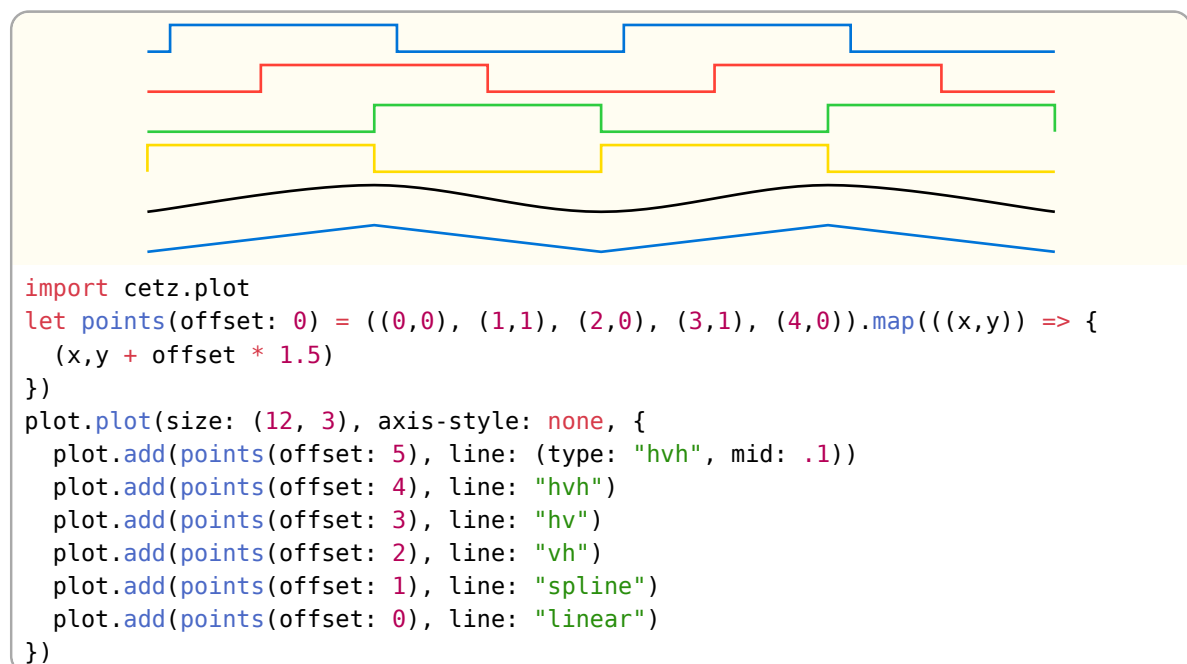 import cetz.plot
let points(offset: 0) = ((0,0), (1,1), (2,0), (3,1), (4,0)).map(((x,y)) => {
  (x,y + offset * 1.5)
})
plot.plot(size: (12, 3), axis-style: none, {
  plot.add(points(offset: 5), line: (type: "hvh", mid: .1))
  plot.add(points(offset: 4), line: "hvh")
  plot.add(points(offset: 3), line: "hv")
  plot.add(points(offset: 2), line: "vh")
  plot.add(points(offset: 1), line: "spline")
  plot.add(points(offset: 0), line: "linear")
})